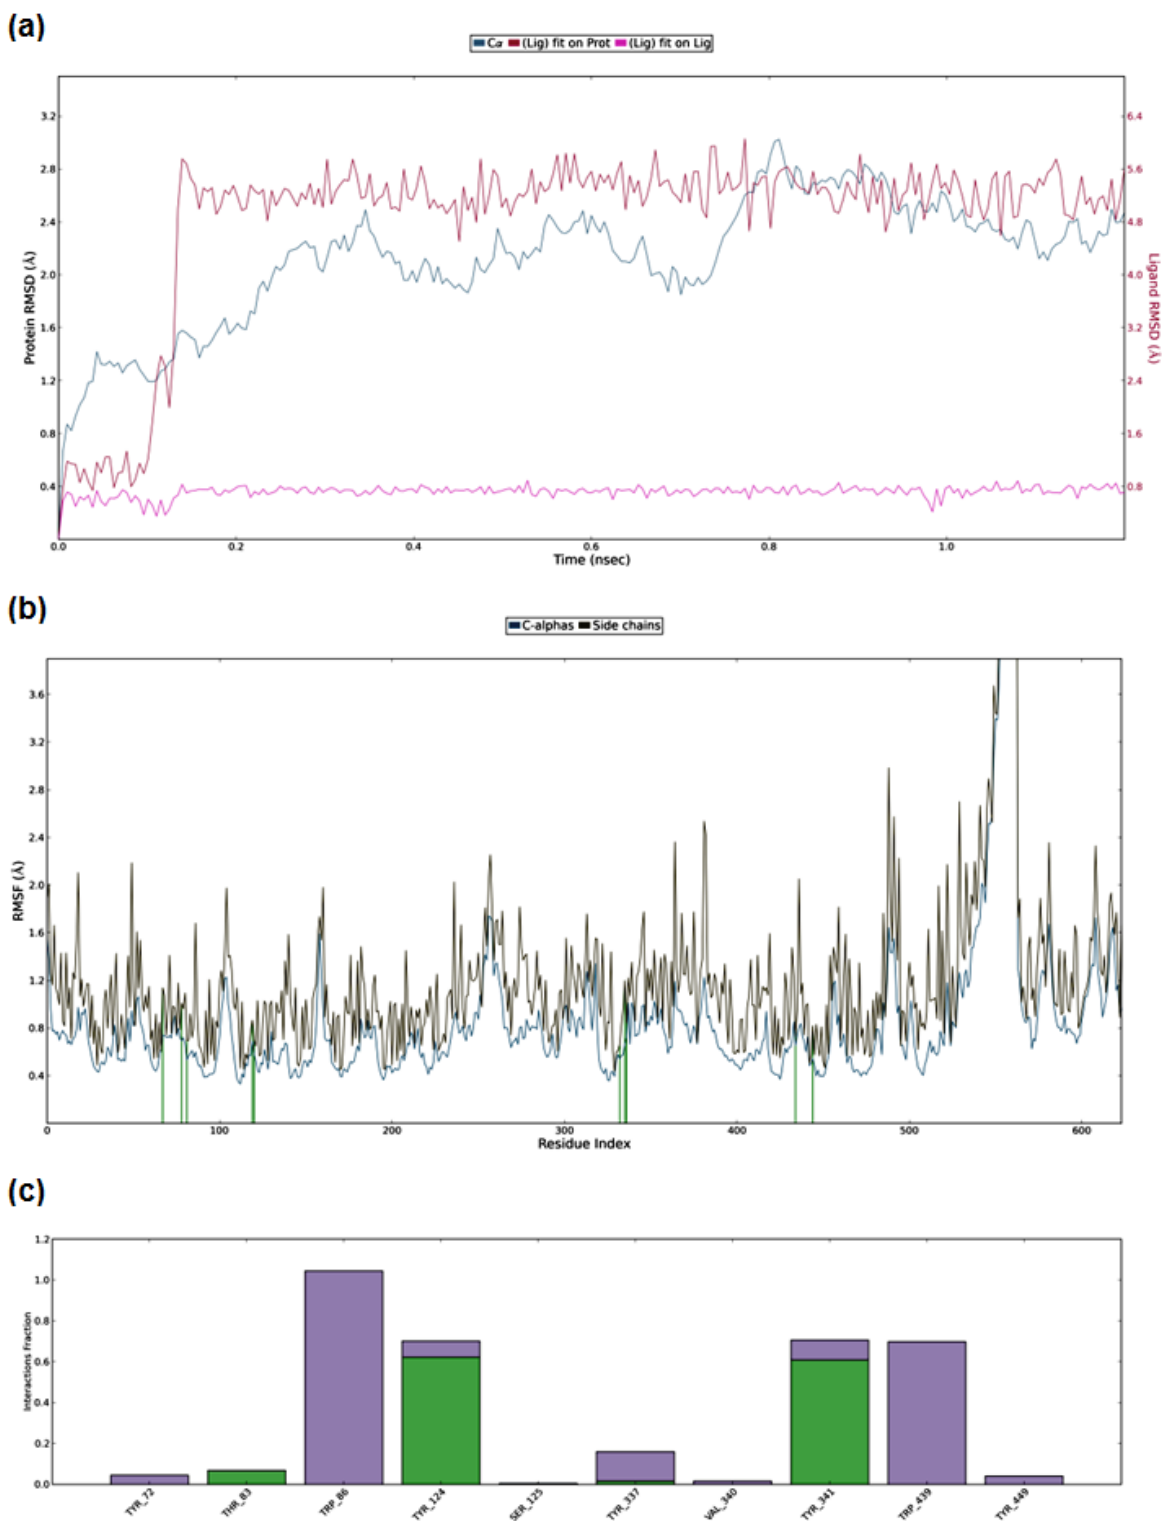 (a)
Cα (Lig) fit on Prot (Lig) fit on Lig
3.2 6.4
2.8 5.6
2.4 4.8
2.0 4.0
1.6 3.2
1.2 2.4
0.8 1.6
0.4 0.8
Protein RMSD (Å)
Ligand RMSD (Å)
0.0 0.2 0.4 0.6 0.8 1.0
Time (nsec)
(b)
C-alphas Side chains
3.6
3.2
2.8
2.4
2.0
1.6
1.2
0.8
0.4
RMSF (Å)
0 100 200 300 400 500 600
Residue Index
(c)
1.2
1.0
0.8
0.6
0.4
0.2
0.0
Interactions Fraction
TYR_72 THR_83 TRP_86 TYR_124 SER_125 TYR_337 VAL_340 TYR_341 TRP_439 TYR_449